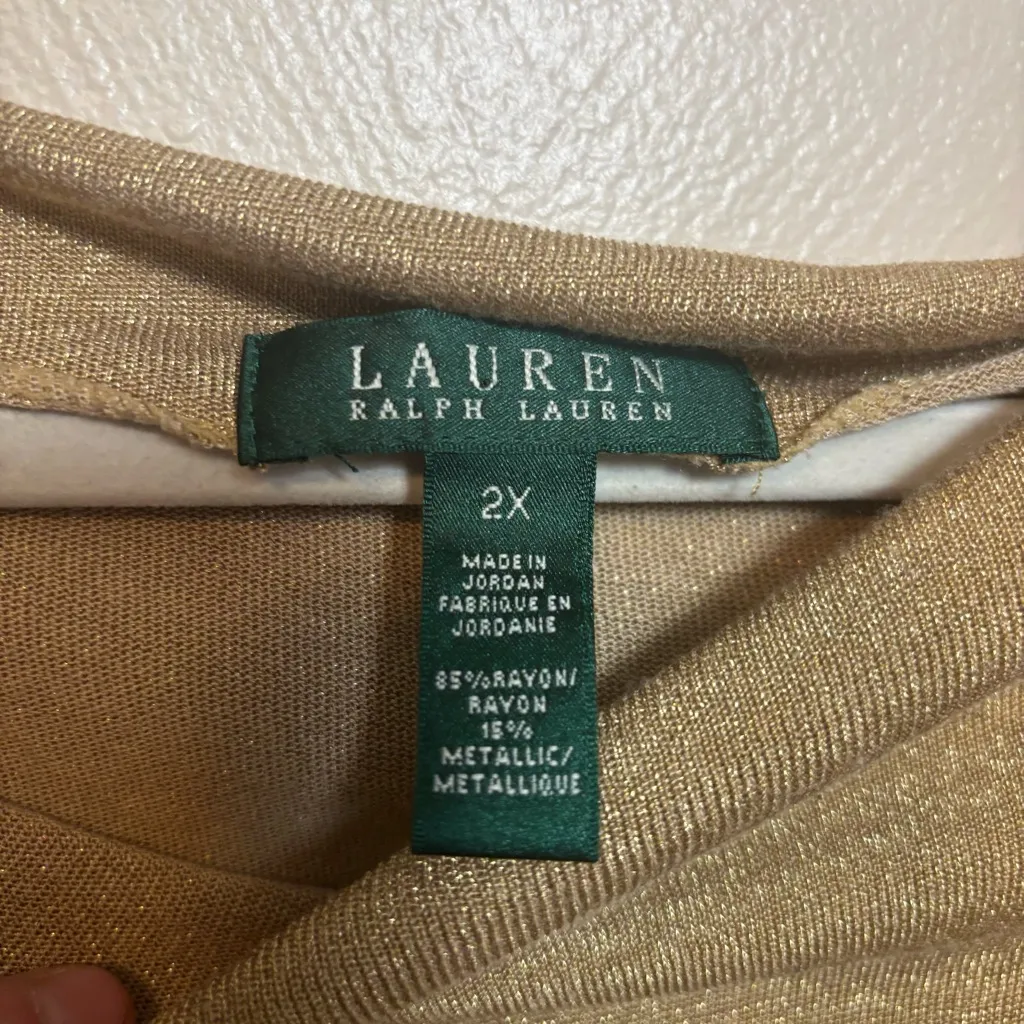 LAUREN
RALPH LAUREN
2X
MADE IN
JORDAN
FABRIQUE EN
JORDANIE
85%RAYON/
RAYON
15%
METALLIC/
METALLIQUE